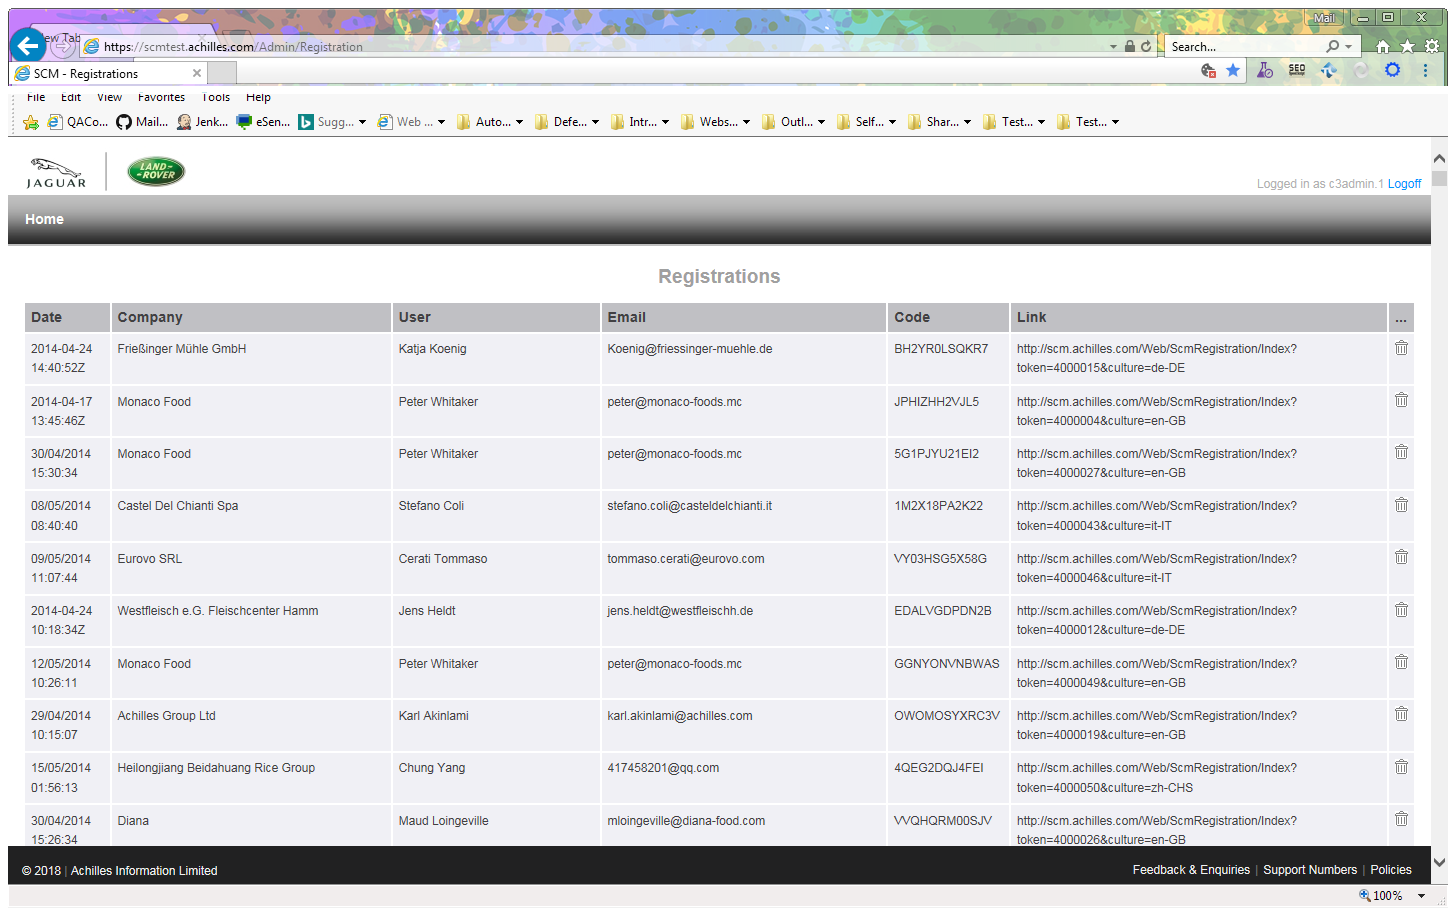 New Tab
Mail
https://scmtest.achilles.com/Admin/Registration
Search...
SCM - Registrations
SEO
File Edit View Favorites Tools Help
QACo... Mail... Jenk... eSen... Sugg... Web ... Auto... Defe... Intr... Webs... Outl... Self... Shar... Test... Test...
JAGUAR
LAND-
-ROVER
Logged in as c3admin.1 Logoff
Home
Registrations
Date Company User Email Code Link ...
2014-04-24 Frießinger Mühle GmbH Katja Koenig Koenig@friessinger-muehle.de BH2YR0LSQKR7 http://scm.achilles.com/Web/ScmRegistration/Index?
14:40:52Z token=4000015&culture=de-DE
2014-04-17 Monaco Food Peter Whitaker peter@monaco-foods.mc JPHIZHH2VJL5 http://scm.achilles.com/Web/ScmRegistration/Index?
13:45:46Z token=4000004&culture=en-GB
30/04/2014 Monaco Food Peter Whitaker peter@monaco-foods.mc 5G1PJYU21EI2 http://scm.achilles.com/Web/ScmRegistration/Index?
15:30:34 token=4000027&culture=en-GB
08/05/2014 Castel Del Chianti Spa Stefano Coli stefano.coli@casteldelchianti.it 1M2X18PA2K22 http://scm.achilles.com/Web/ScmRegistration/Index?
08:40:40 token=4000043&culture=it-IT
09/05/2014 Eurovo SRL Cerati Tommaso tommaso.cerati@eurovo.com VY03HSG5X58G http://scm.achilles.com/Web/ScmRegistration/Index?
11:07:44 token=4000046&culture=it-IT
2014-04-24 Westfleisch e.G. Fleischcenter Hamm Jens Heldt jens.heldt@westfleischh.de EDALVGDPDN2B http://scm.achilles.com/Web/ScmRegistration/Index?
10:18:34Z token=4000012&culture=de-DE
12/05/2014 Monaco Food Peter Whitaker peter@monaco-foods.mc GGNYONVNBWAS http://scm.achilles.com/Web/ScmRegistration/Index?
10:26:11 token=4000049&culture=en-GB
29/04/2014 Achilles Group Ltd Karl Akinlami karl.akinlami@achilles.com OWOMOSYXRC3V http://scm.achilles.com/Web/ScmRegistration/Index?
10:15:07 token=4000019&culture=en-GB
15/05/2014 Heilongjiang Beidahuang Rice Group Chung Yang 417458201@qq.com 4QEG2DQJ4FEI http://scm.achilles.com/Web/ScmRegistration/Index?
01:56:13 token=4000050&culture=zh-CHS
30/04/2014 Diana Maud Loingeville mloingeville@diana-food.com VVQHQRM00SJV http://scm.achilles.com/Web/ScmRegistration/Index?
15:26:34 token=4000026&culture=en-GB
© 2018 | Achilles Information Limited Feedback & Enquiries | Support Numbers | Policies
100%